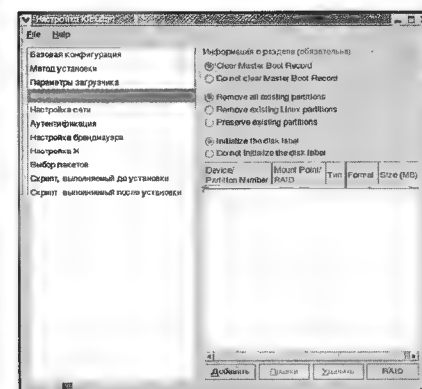 Настройка Kickstart
File Help
Базовая конфигурация
Метод установки
Параметры загрузчика
Настройка сети
Аутентификация
Настройка брандмауэра
Настройка X
Выбор пакетов
Скрипт, выполняемый до установки
Скрипт, выполняемый после установки
Информация о разделе (обязательна)
Clear Master Boot Record
Do not clear Master Boot Record
Remove all existing partitions
Remove existing Linux partitions
Preserve existing partitions
Initialize the disk label
Do not initialize the disk label
Device/ Partition Number
Mount Point/ RAID
Тип
Format
Size (MB)
Добавить
Правка
Удалить
RAID